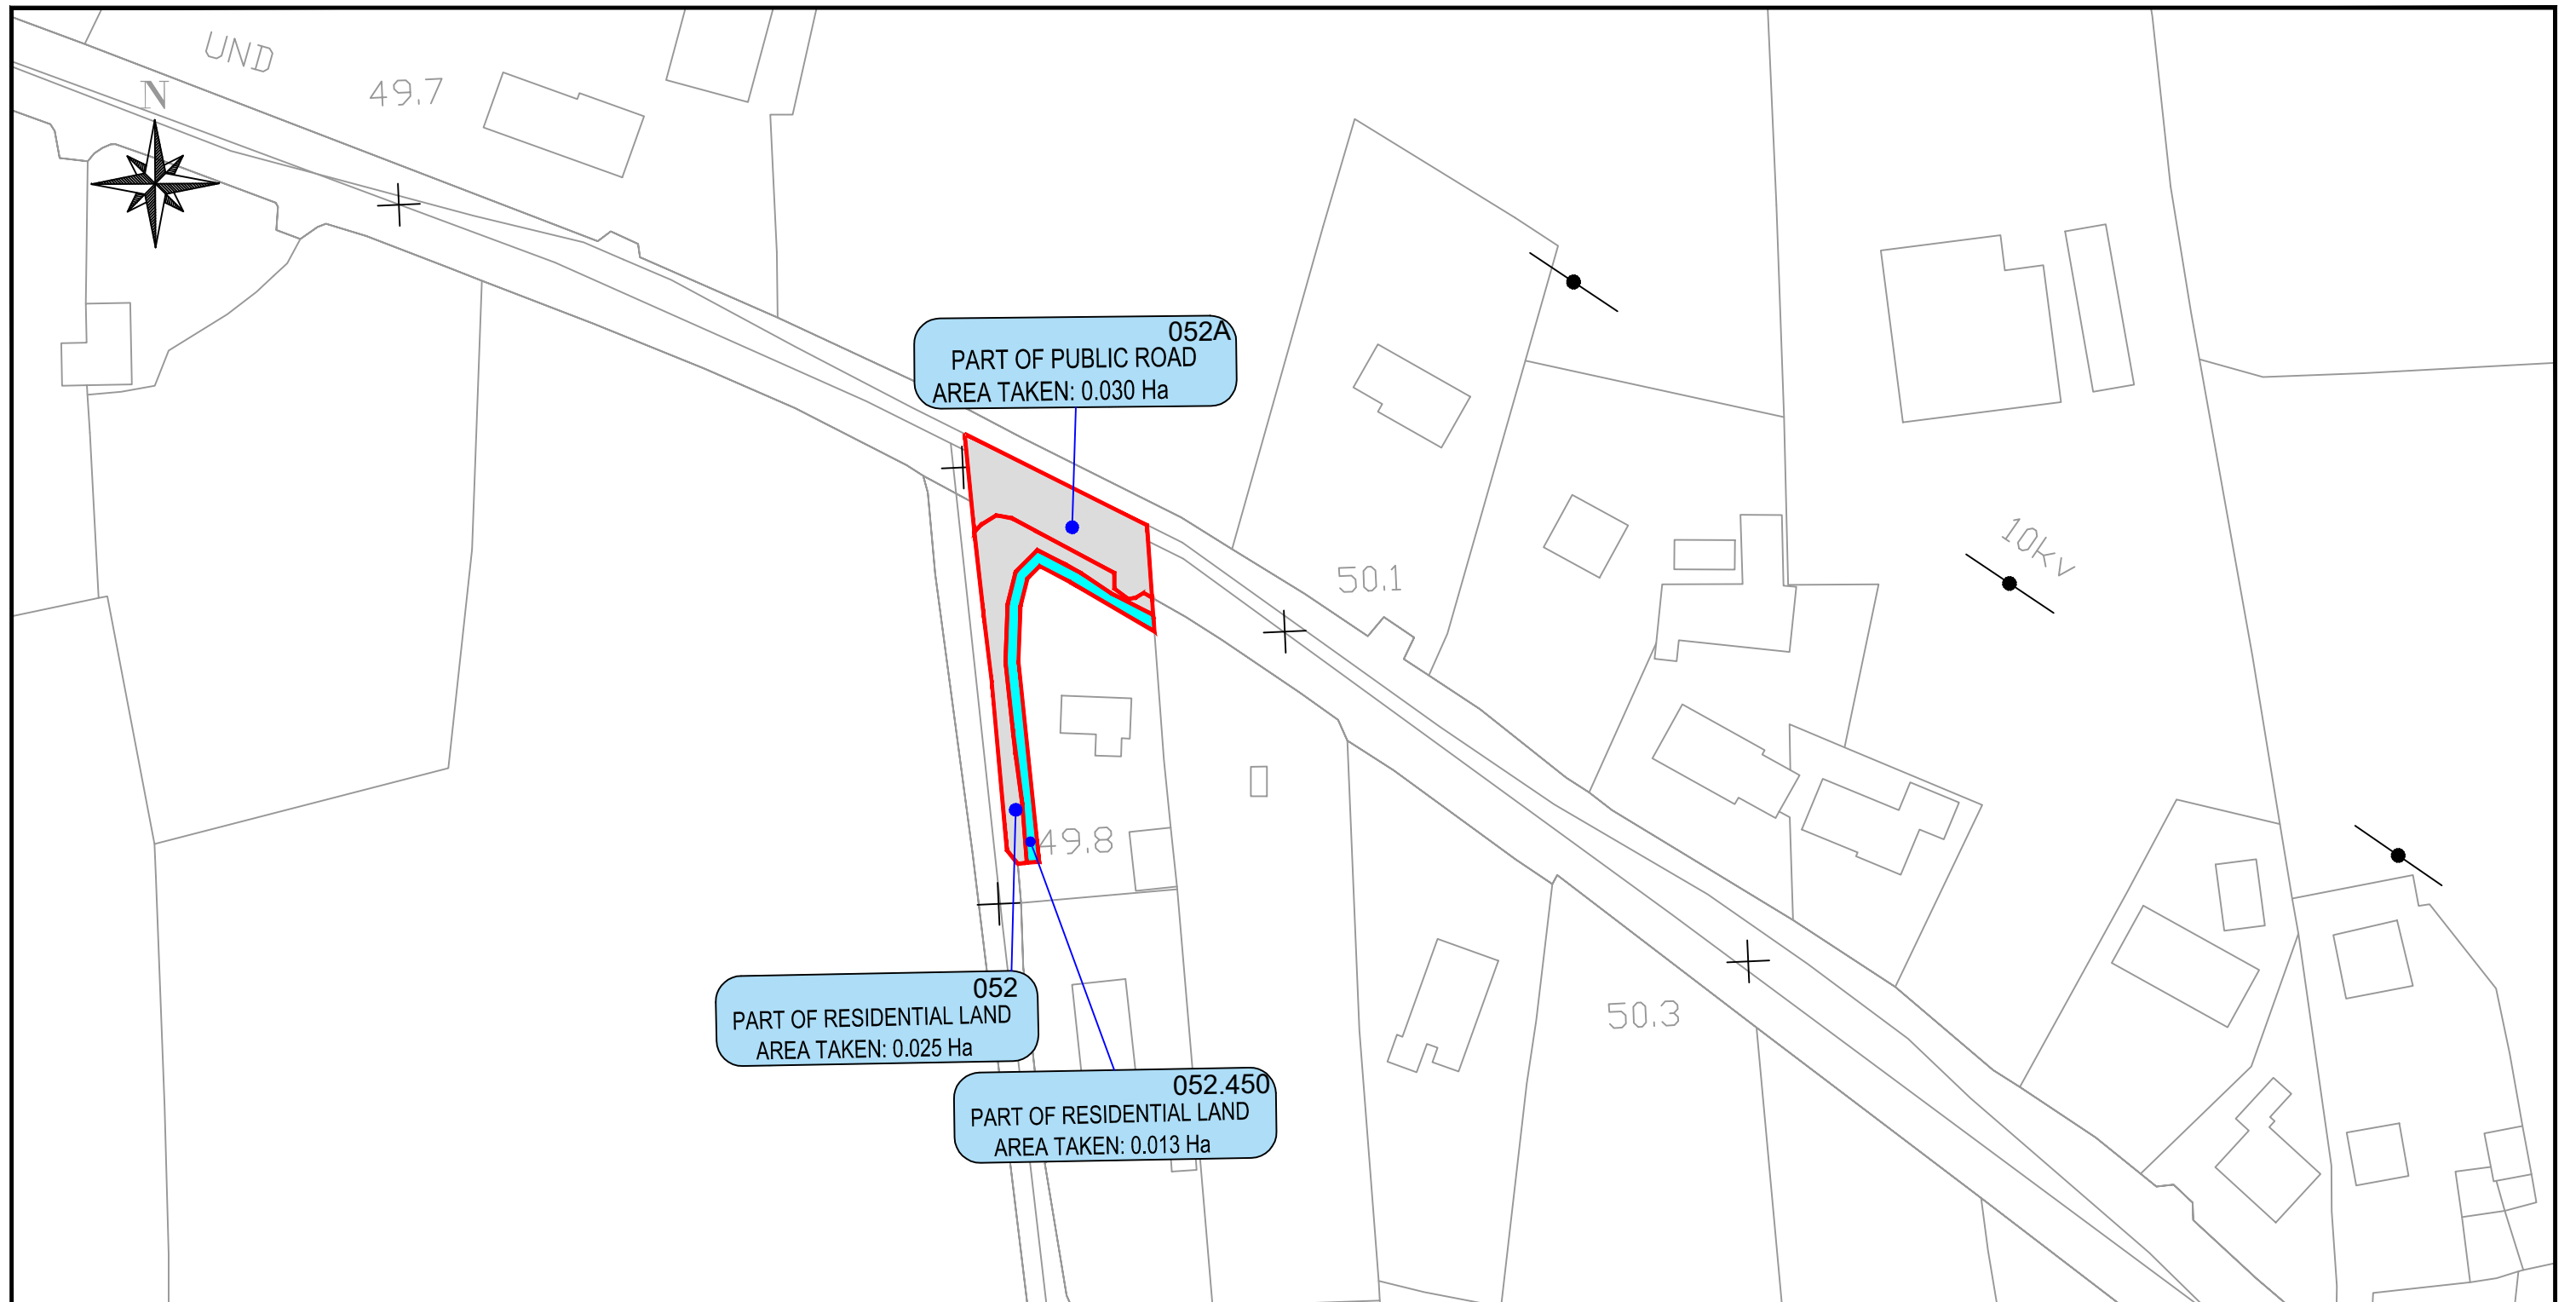 UND
49.7
N
052A
PART OF PUBLIC ROAD
AREA TAKEN: 0.030 Ha
10kv
50.1
49.8
052
PART OF RESIDENTIAL LAND
AREA TAKEN: 0.025 Ha
50.3
052.450
PART OF RESIDENTIAL LAND
AREA TAKEN: 0.013 Ha